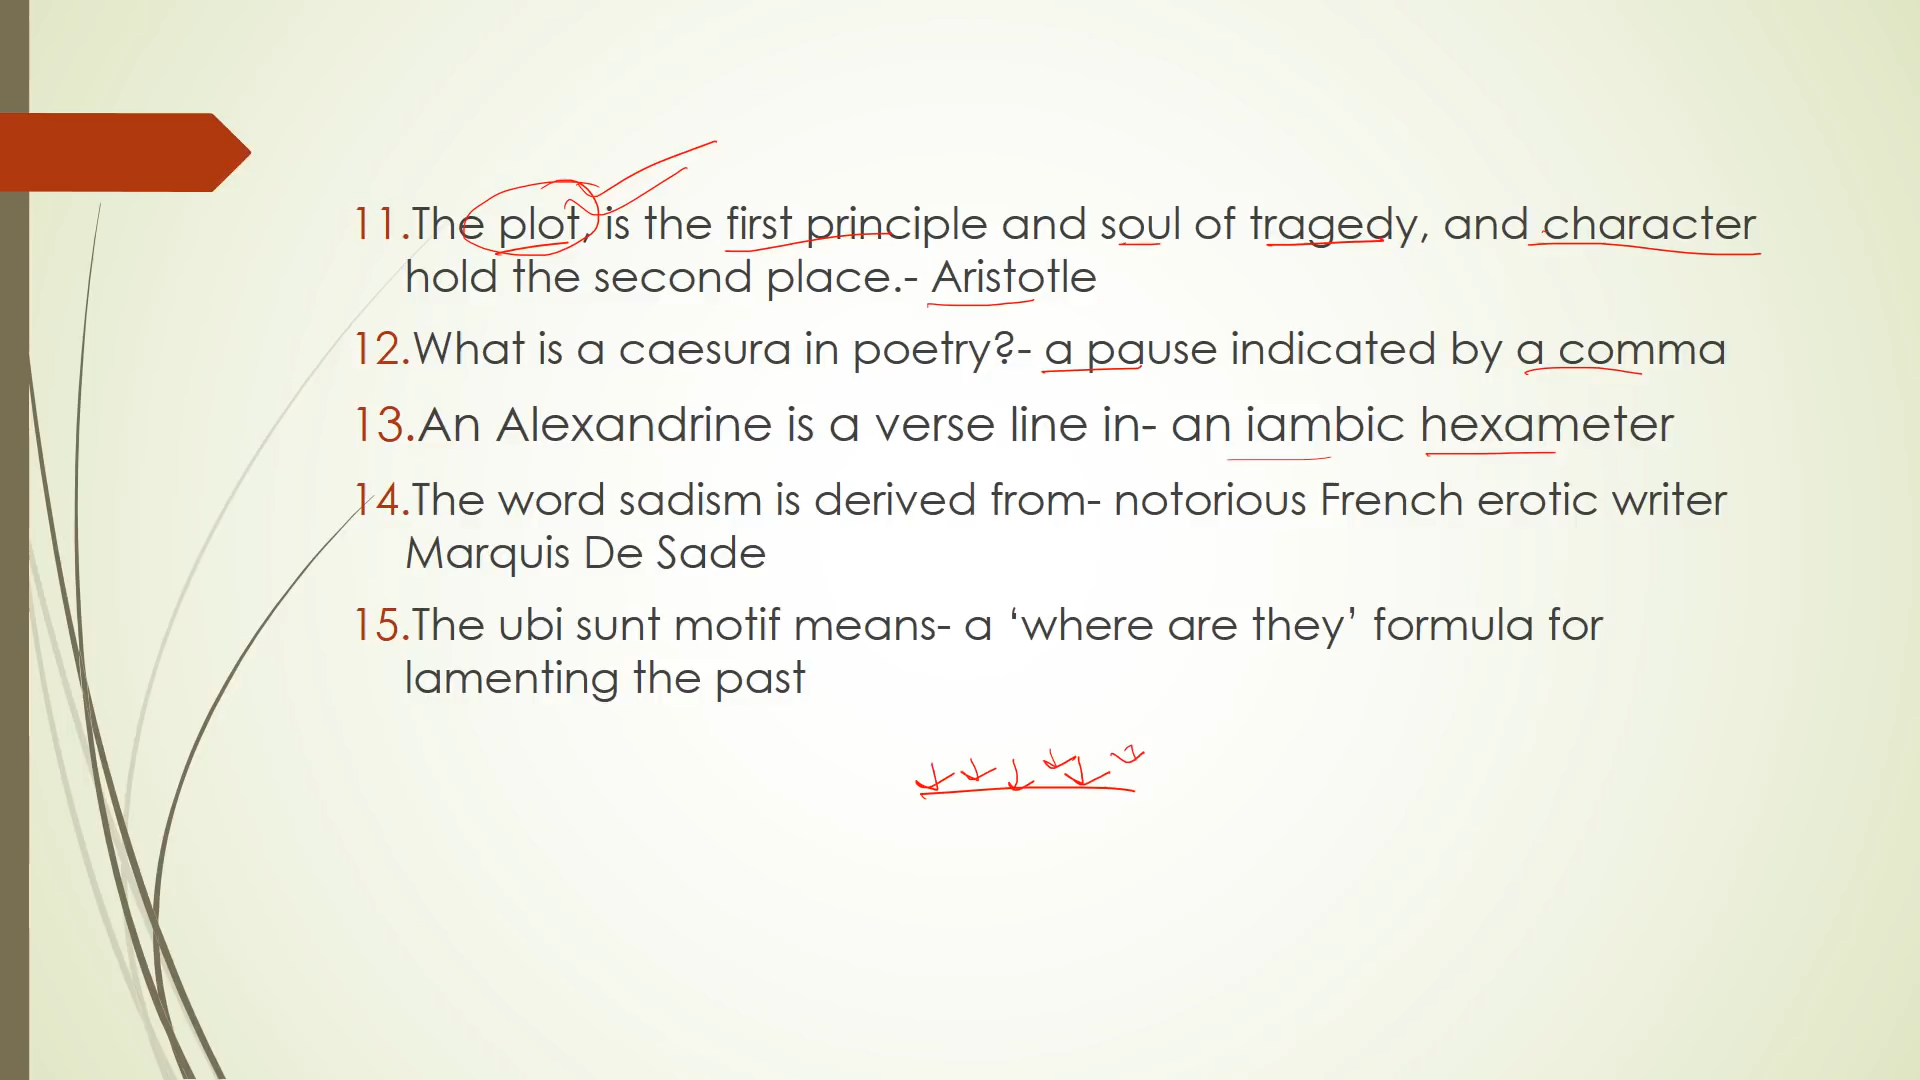 11.The plot, is the first principle and soul of tragedy, and character
hold the second place.- Aristotle
12.What is a caesura in poetry?- a pause indicated by a comma
13.An Alexandrine is a verse line in- an iambic hexameter
14.The word sadism is derived from- notorious French erotic writer
Marquis De Sade
15.The ubi sunt motif means- a ‘where are they’ formula for
lamenting the past